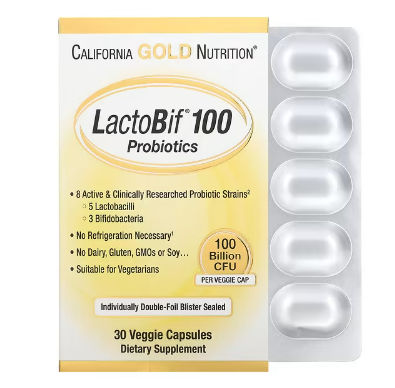 CALIFORNIA GOLD NUTRITION®
LactoBif® 100
Probiotics
• 8 Active & Clinically Researched Probiotic Strains²
○ 5 Lactobacilli
○ 3 Bifidobacteria
• No Refrigeration Necessary†
• No Dairy, Gluten, GMOs or Soy...
• Suitable for Vegetarians
100
Billion
CFU
PER VEGGIE CAP
Individually Double-Foil Blister Sealed
30 Veggie Capsules
Dietary Supplement